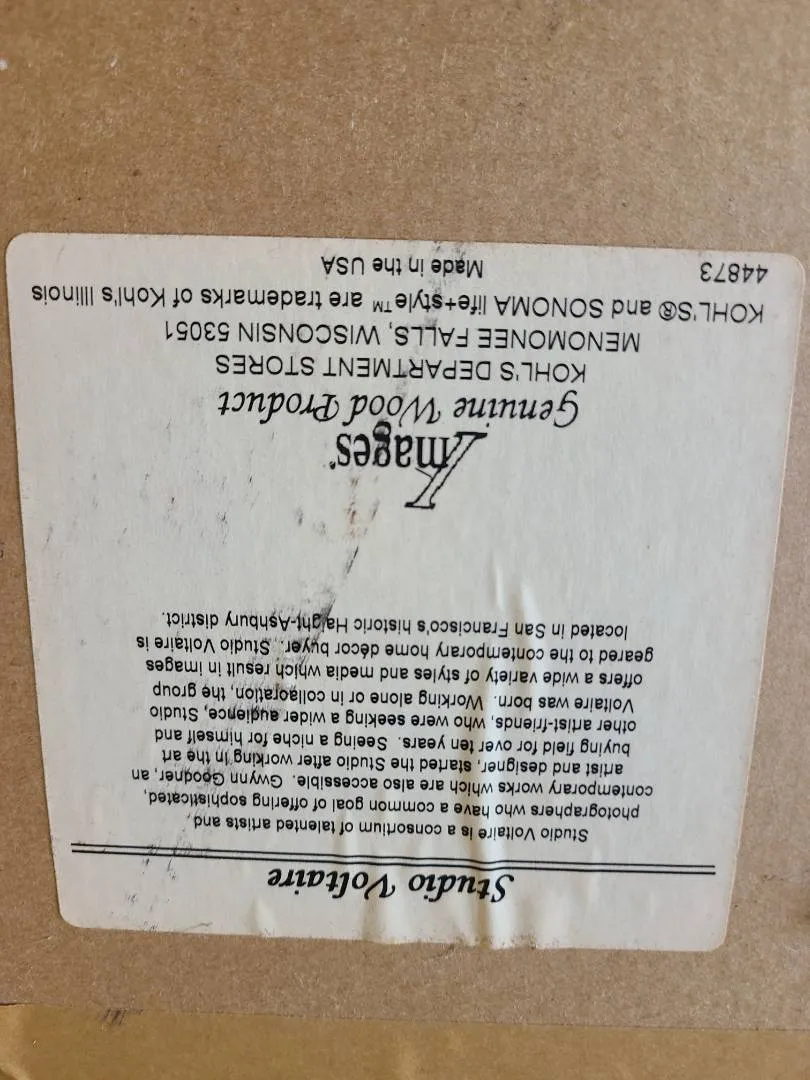 Studio Voltaire
Studio Voltaire is a consortium of talented artists and
photographers who have a common goal of offering sophisticated,
contemporary works which are also accessible. Gwynn Goodner, an
artist and designer, started the Studio after working in the art
buying field for over ten years. Seeing a niche for himself and
other artist-friends, who were seeking a wider audience, Studio
Voltaire was born. Working alone or in collaoration, the group
offers a wide variety of styles and media which result in images
geared to the contemporary home décor buyer. Studio Voltaire is
located in San Francisco's historic Haight-Ashbury district.
Images®
Genuine Wood Product
KOHL'S DEPARTMENT STORES
MENOMONEE FALLS, WISCONSIN 53051
KOHL'S® and SONOMA life+style™ are trademarks of Kohl's Illinois
44873 Made in the USA